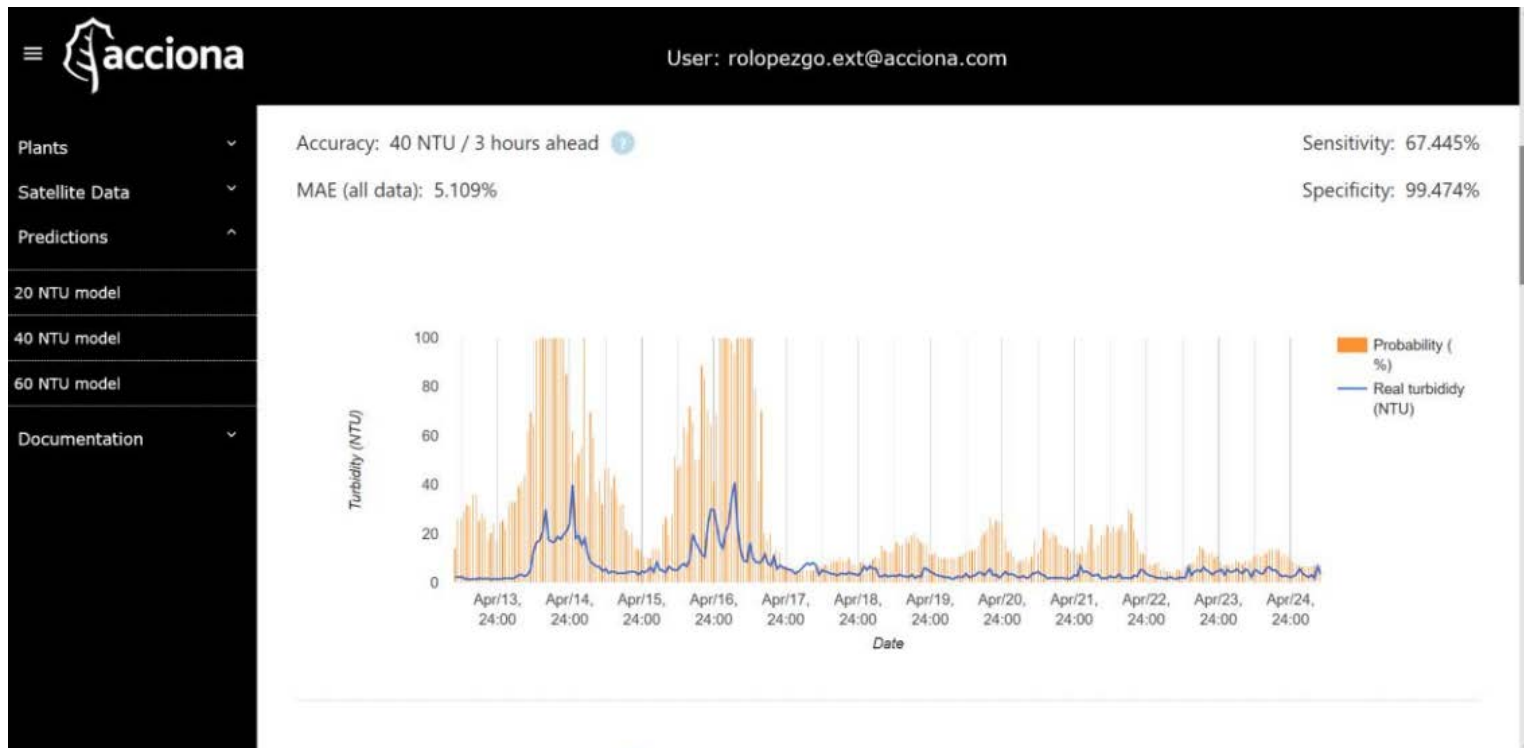 ≡ acciona
User: rolopezgo.ext@acciona.com
Plants
Satellite Data
Predictions
20 NTU model
40 NTU model
60 NTU model
Documentation
Accuracy: 40 NTU / 3 hours ahead ?
Sensitivity: 67.445%
MAE (all data): 5.109%
Specificity: 99.474%
Turbidity (NTU)
100
80
60
40
20
0
Apr/13, Apr/14, Apr/15, Apr/16, Apr/17, Apr/18, Apr/19, Apr/20, Apr/21, Apr/22, Apr/23, Apr/24,
24:00 24:00 24:00 24:00 24:00 24:00 24:00 24:00 24:00 24:00 24:00 24:00
Date
Probability (
%)
Real turbididy
(NTU)